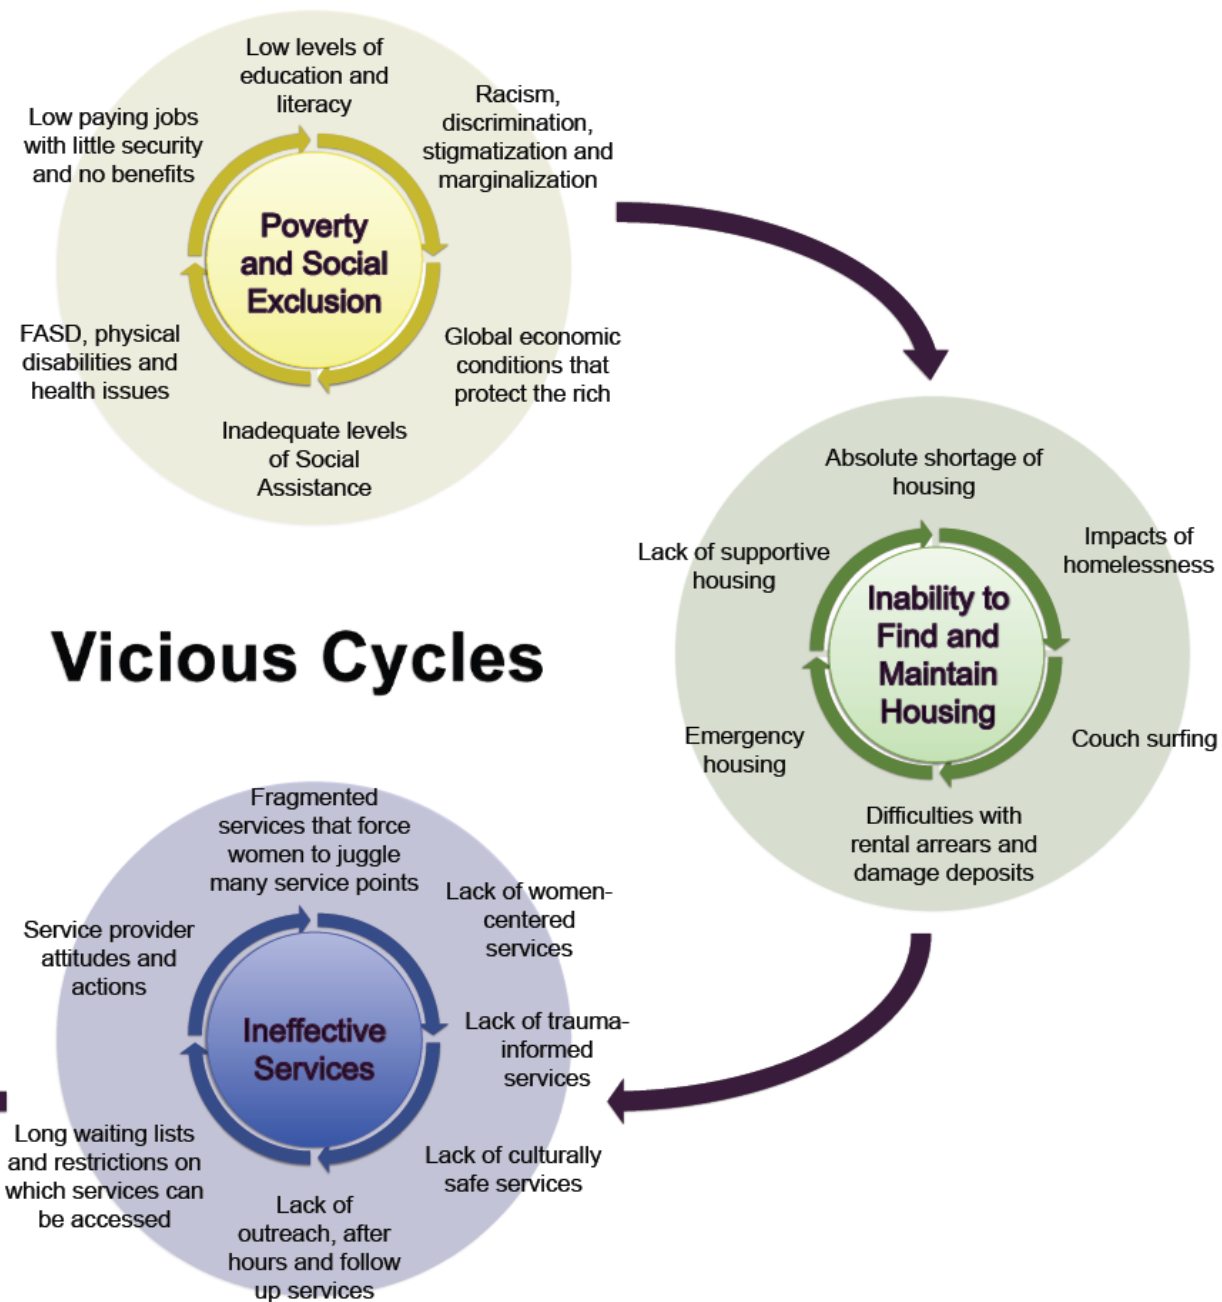 Low levels of
education and
literacy
Racism,
discrimination,
stigmatization and
marginalization
Global economic
conditions that
protect the rich
Inadequate levels
of Social
Assistance
FASD, physical
disabilities and
health issues
Low paying jobs
with little security
and no benefits
Poverty
and Social
Exclusion
Absolute shortage of
housing
Impacts of
homelessness
Couch surfing
Difficulties with
rental arrears and
damage deposits
Emergency
housing
Lack of supportive
housing
Inability to
Find and
Maintain
Housing
Vicious Cycles
Fragmented
services that force
women to juggle
many service points
Lack of women-
centered
services
Lack of trauma-
informed
services
Lack of culturally
safe services
Lack of
outreach, after
hours and follow
up services
Long waiting lists
and restrictions on
which services can
be accessed
Service provider
attitudes and
actions
Ineffective
Services